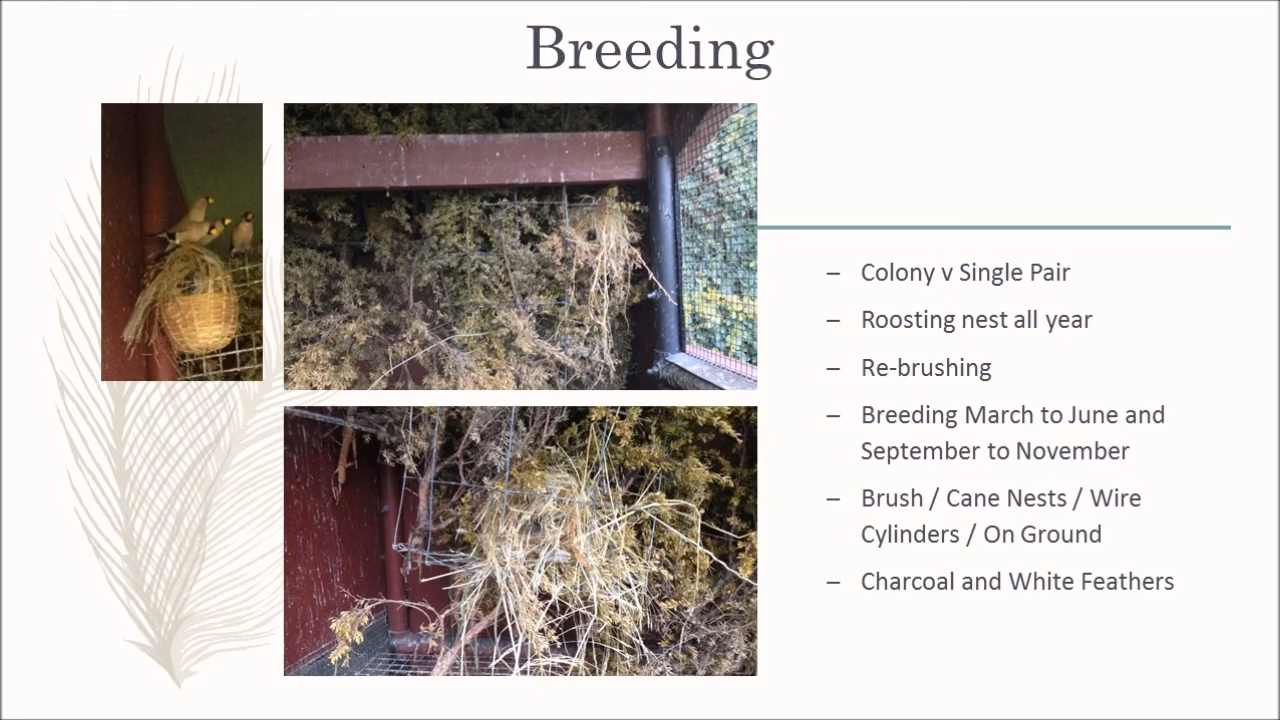 Breeding
– Colony v Single Pair
– Roosting nest all year
– Re-brushing
– Breeding March to June and
September to November
– Brush / Cane Nests / Wire
Cylinders / On Ground
– Charcoal and White Feathers